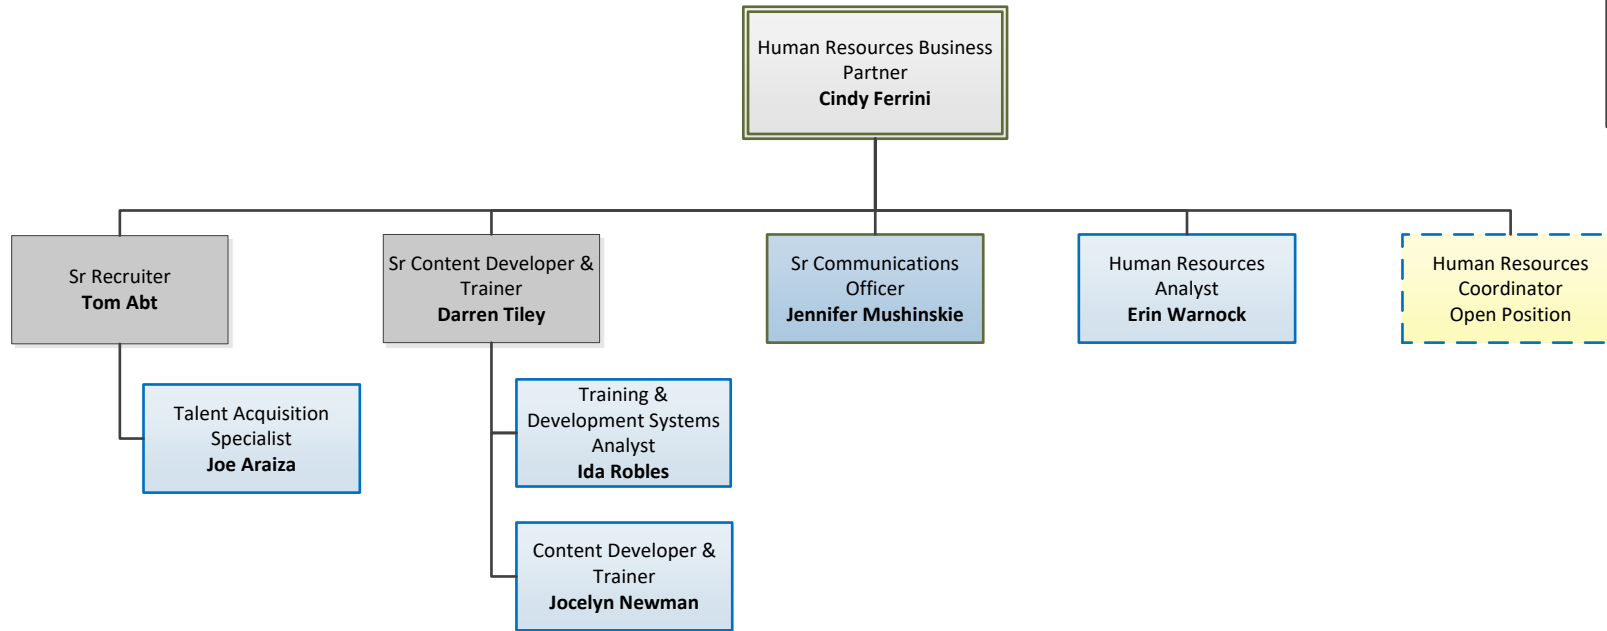 Human Resources Business
Partner
Cindy Ferrini
Sr Recruiter
Tom Abt
Sr Content Developer &
Trainer
Darren Tiley
Sr Communications
Officer
Jennifer Mushinskie
Human Resources
Analyst
Erin Warnock
Human Resources
Coordinator
Open Position
Talent Acquisition
Specialist
Joe Araiza
Training &
Development Systems
Analyst
Ida Robles
Content Developer &
Trainer
Jocelyn Newman